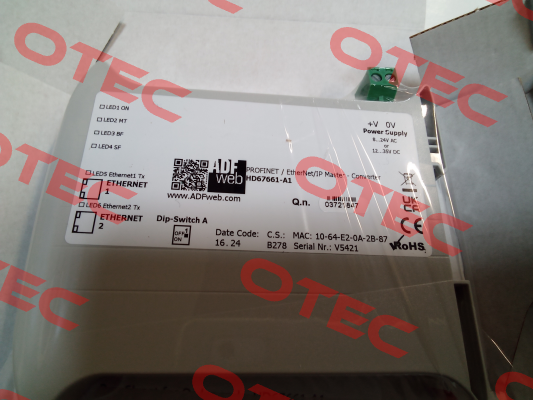 OTEC
OTEC
OTEC
OTEC
OTEC
OTEC
LED1 ON
LED2 MT
LED3 BF
LED4 SF
LED5 Ethernet1 Tx
ETHERNET
1
LED6 Ethernet2 Tx
ETHERNET
2
ADF
web
www.ADFweb.com
PROFINET / EtherNet/IP Master - Converter
HD67661-A1
Q.n. 03721847
+V 0V
Power Supply
8...24V AC
or
12...35V DC
UK
CA
CE
RoHS
Dip-Switch A
OFF
ON
1
Date Code: C.S.: MAC: 10-64-E2-0A-2B-87
16.24 B278 Serial Nr.: V5421